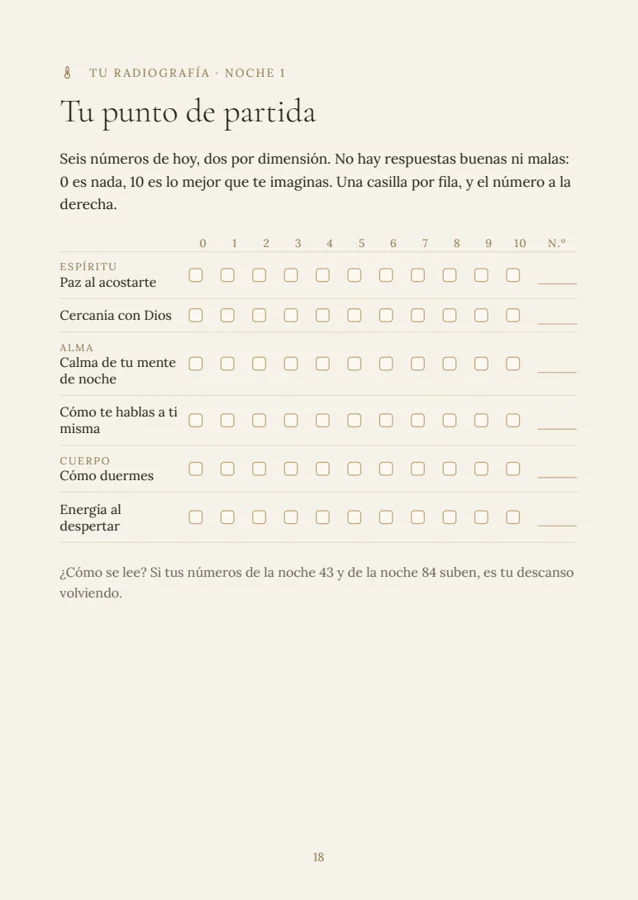 TU RADIOGRAFÍA · NOCHE 1
Tu punto de partida
Seis números de hoy, dos por dimensión. No hay respuestas buenas ni malas:
0 es nada, 10 es lo mejor que te imaginas. Una casilla por fila, y el número a la
derecha.
0 1 2 3 4 5 6 7 8 9 10 N.º
ESPÍRITU
Paz al acostarte
Cercanía con Dios
ALMA
Calma de tu mente
de noche
Cómo te hablas a ti
misma
CUERPO
Cómo duermes
Energía al
despertar
¿Cómo se lee? Si tus números de la noche 43 y de la noche 84 suben, es tu descanso
volviendo.
18